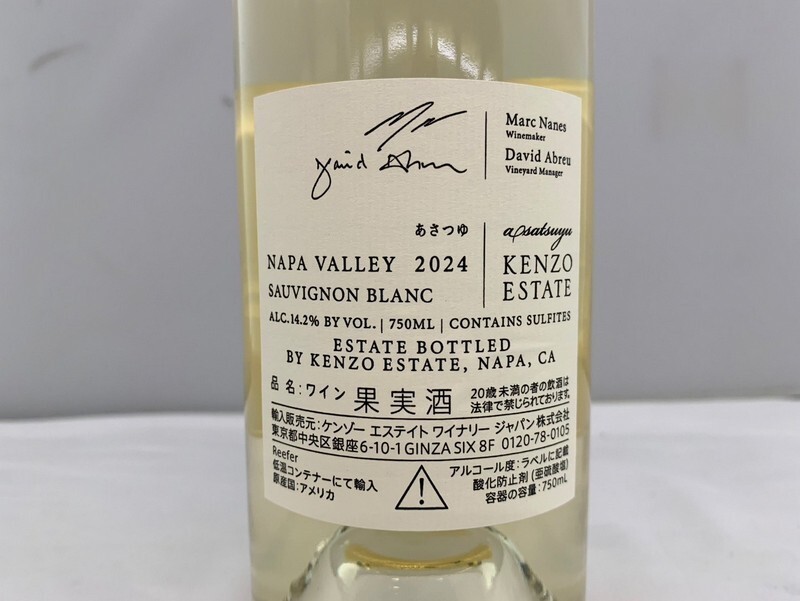 Marc Nanes
Winemaker
David Abreu
Vineyard Manager
David Abreu
あさつゆ
asatsuyu
NAPA VALLEY 2024
SAUVIGNON BLANC
KENZO
ESTATE
ALC.14.2% BY VOL. | 750ML | CONTAINS SULFITES
ESTATE BOTTLED
BY KENZO ESTATE, NAPA, CA
品名:ワイン 果実酒
20歳未満の者の飲酒は
法律で禁じられております。
輸入販売元:ケンゾー エステイト ワイナリー ジャパン株式会社
東京都中央区銀座6-10-1 GINZA SIX 8F 0120-78-0105
Reefer
低温コンテナーにて輸入
原産国:アメリカ
アルコール度:ラベルに記載
酸化防止剤(亜硫酸塩)
容器の容量:750mL